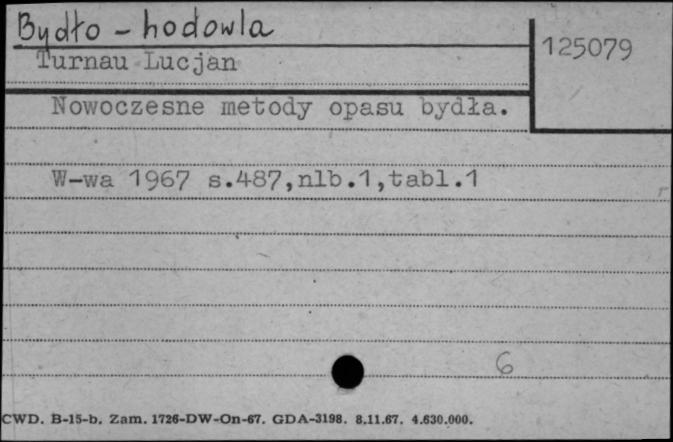 Bydło - hodowla
125079
Turnau Lucjan
Nowoczesne metody opasu bydła.
W-wa 1967 s.487,nlb.1,tabl.1
6
CWD. B-15-b. Zam. 1726-DW-On-67. GDA-3198. 8.11.67. 4.630.000.